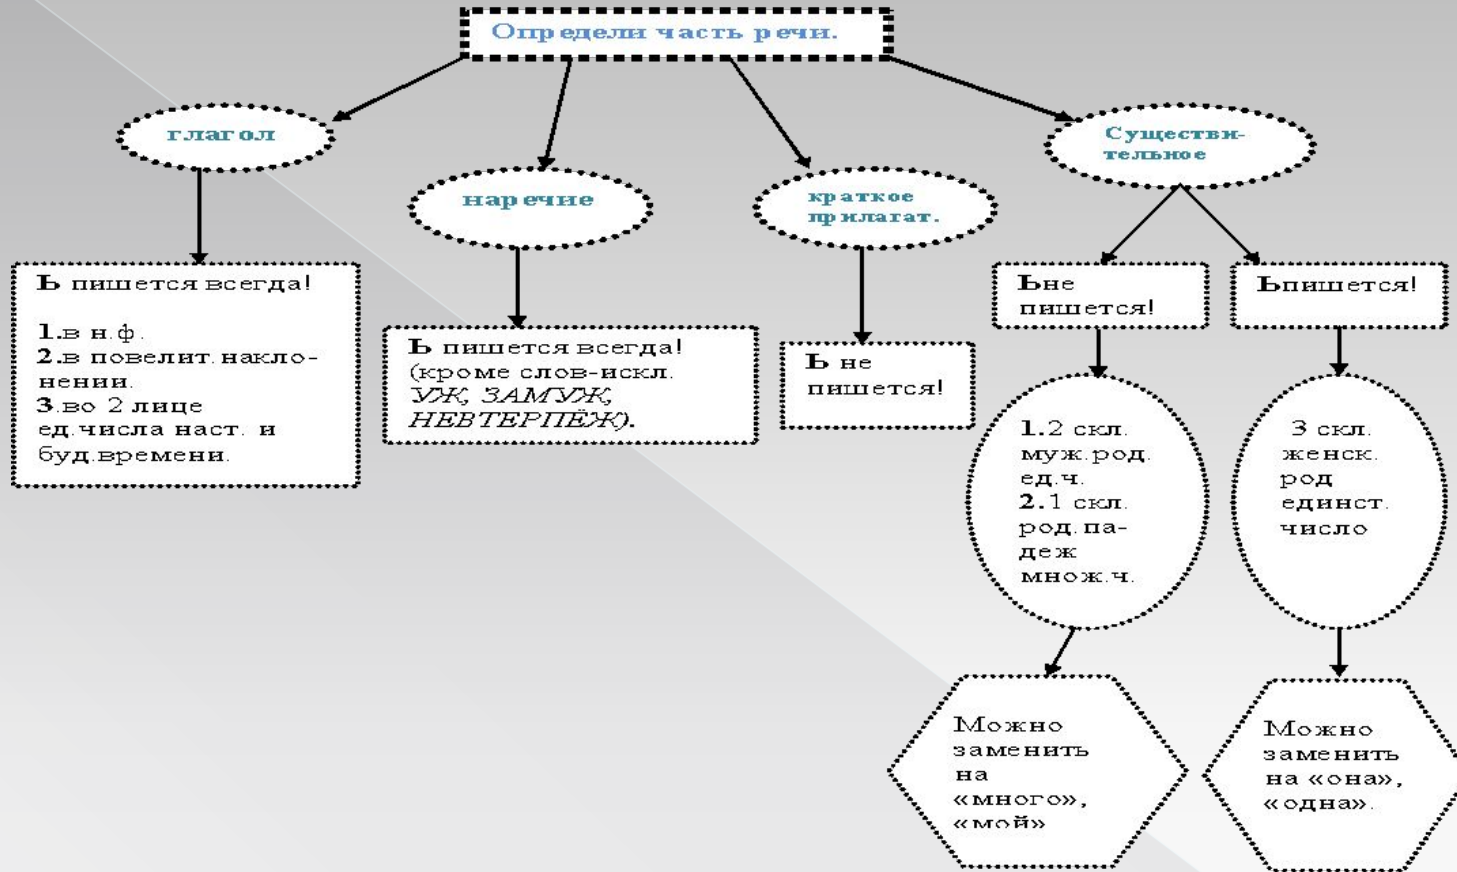 Определи часть речи.
глагол
наречие
краткое
прилагат.
Существи-
тельное
Ь пишется всегда!
1.в н.ф.
2.в повелит.накло-
нении.
3.во 2 лице
ед.числа наст. и
буд.времени.
Ь пишется всегда!
(кроме слов-искл.
УЖ, ЗАМУЖ,
НЕВТЕРПЁЖ).
Ь не
пишется!
Ьне
пишется!
Ьпишется!
1.2 скл.
муж.род.
ед.ч.
2.1 скл.
род.па-
деж
множ.ч.
3 скл.
женск.
род
единст.
число
Можно
заменить
на
«много»,
«мой»
Можно
заменить
на «она»,
«одна».